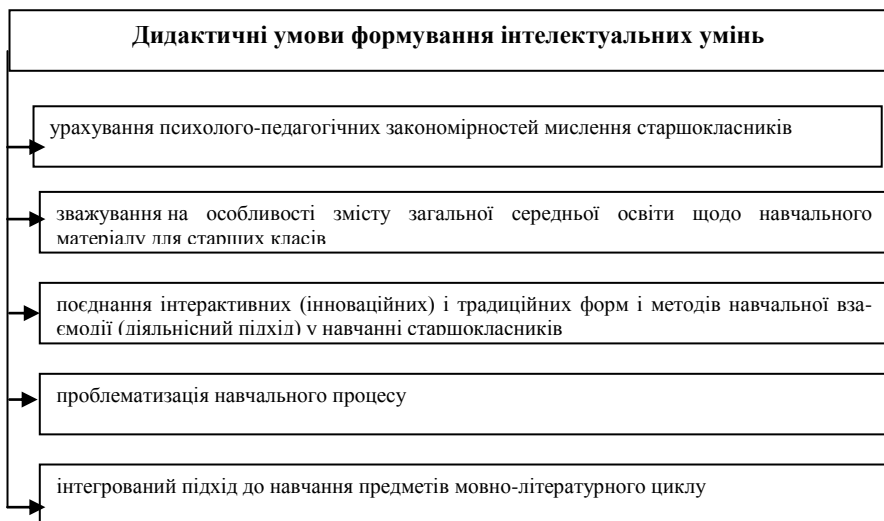 Дидактичні умови формування інтелектуальних умінь
урахування психолого-педагогічних закономірностей мислення старшокласників
зважування на особливості змісту загальної середньої освіти щодо навчального
матеріалу для старших класів
поєднання інтерактивних (інноваційних) і традиційних форм і методів навчальної вза-
ємодії (діяльнісний підхід) у навчанні старшокласників
проблематизація навчального процесу
інтегрований підхід до навчання предметів мовно-літературного циклу